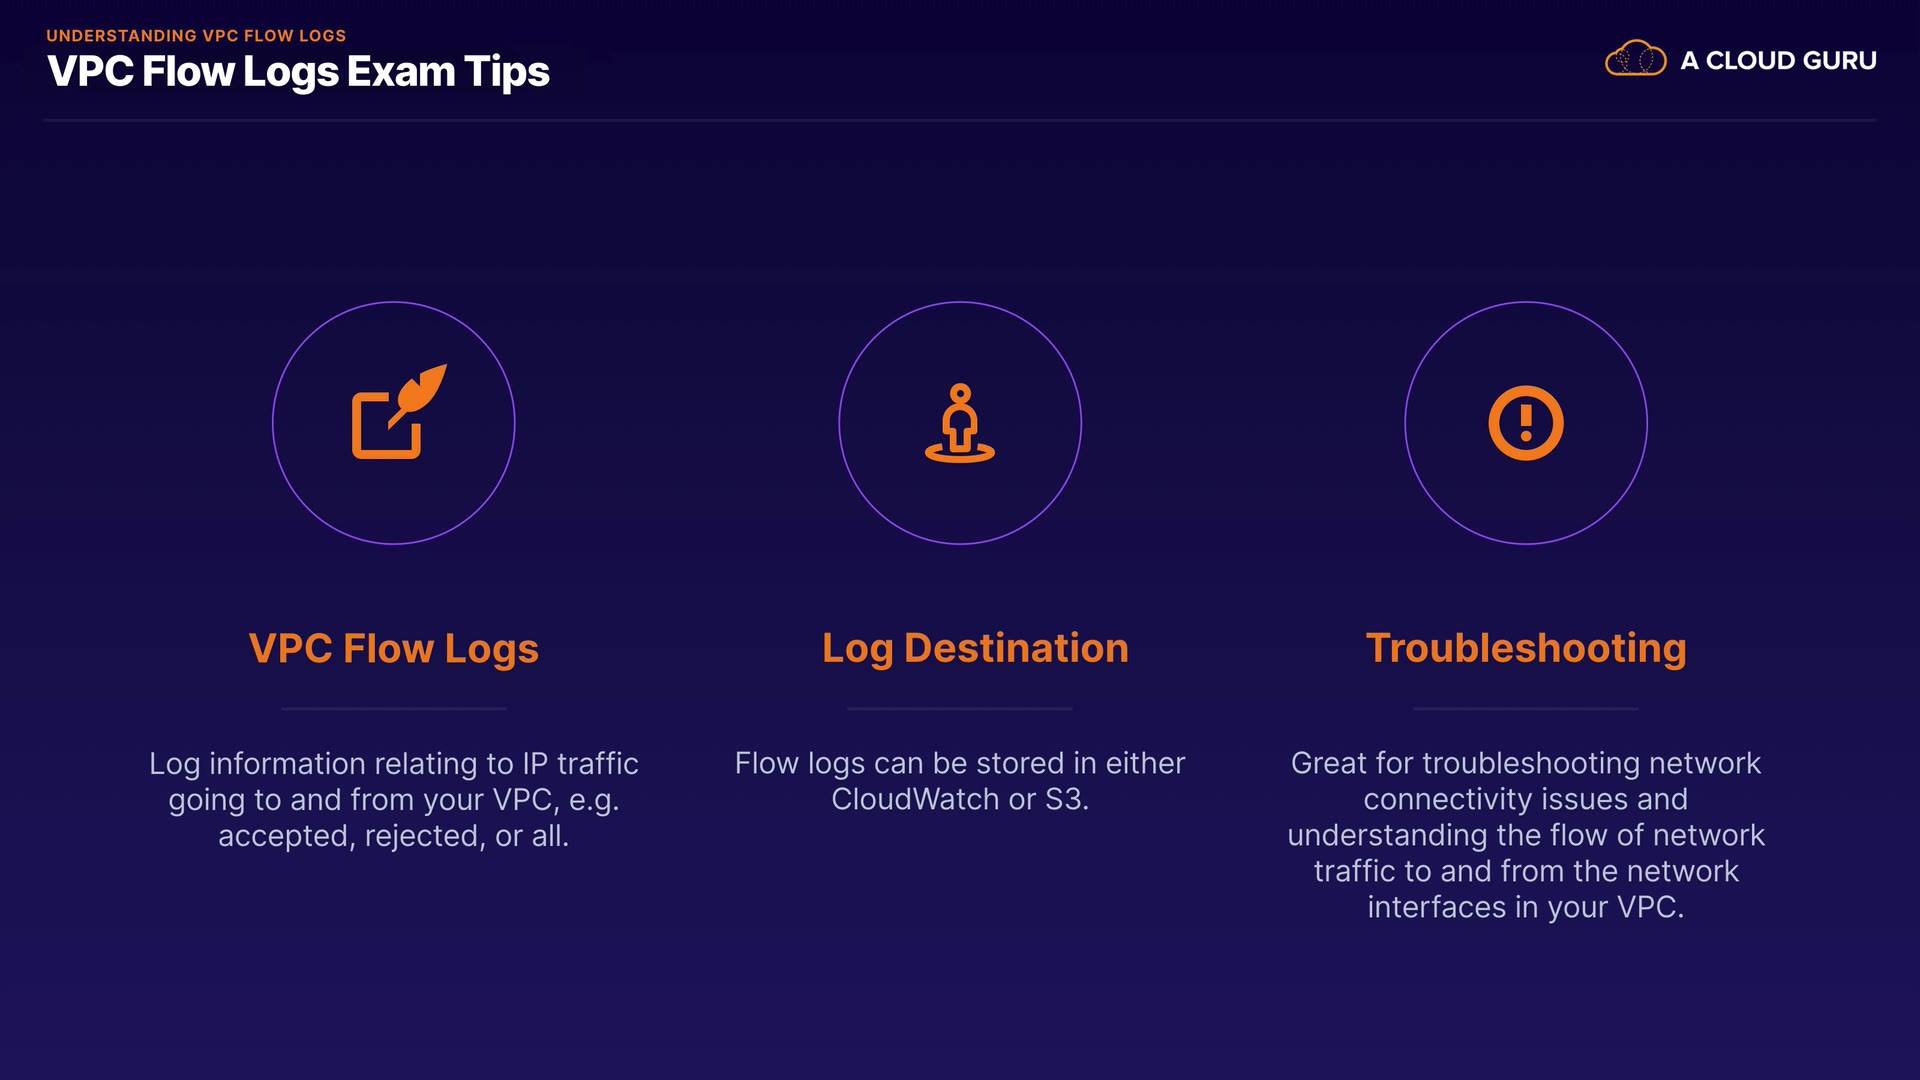 UNDERSTANDING VPC FLOW LOGS
VPC Flow Logs Exam Tips
A CLOUD GURU
VPC Flow Logs
Log information relating to IP traffic
going to and from your VPC, e.g.
accepted, rejected, or all.
Log Destination
Flow logs can be stored in either
CloudWatch or S3.
Troubleshooting
Great for troubleshooting network
connectivity issues and
understanding the flow of network
traffic to and from the network
interfaces in your VPC.